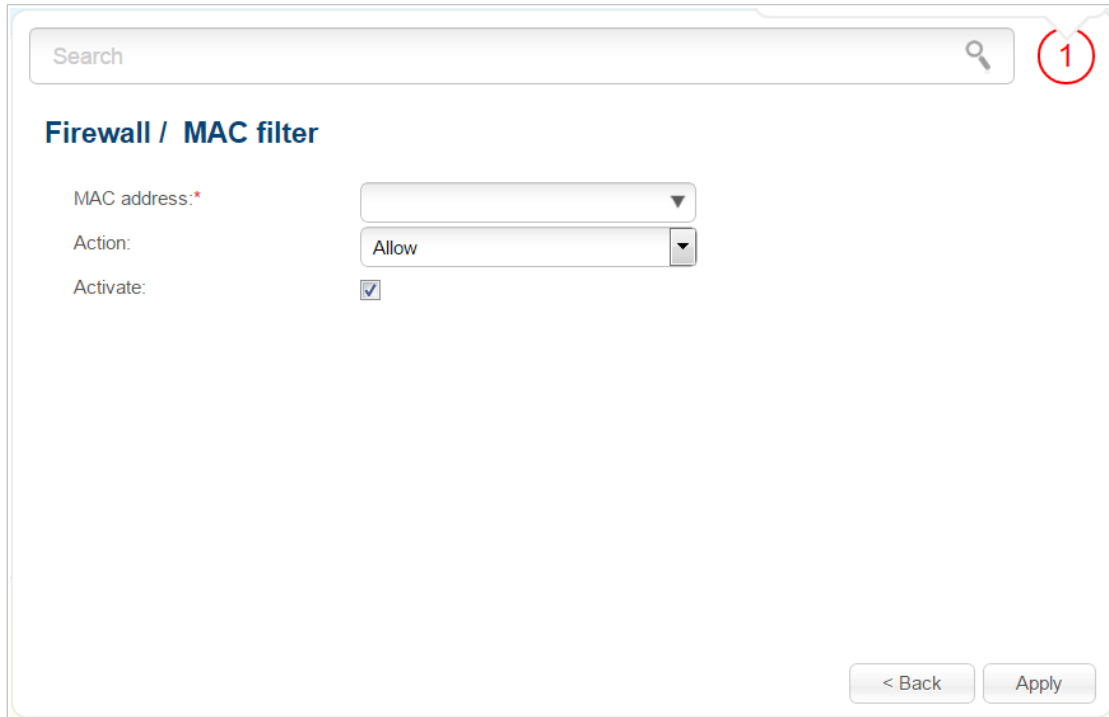 Search
1
Firewall / MAC filter
MAC address:*
Action:
Allow
Activate:
< Back
Apply